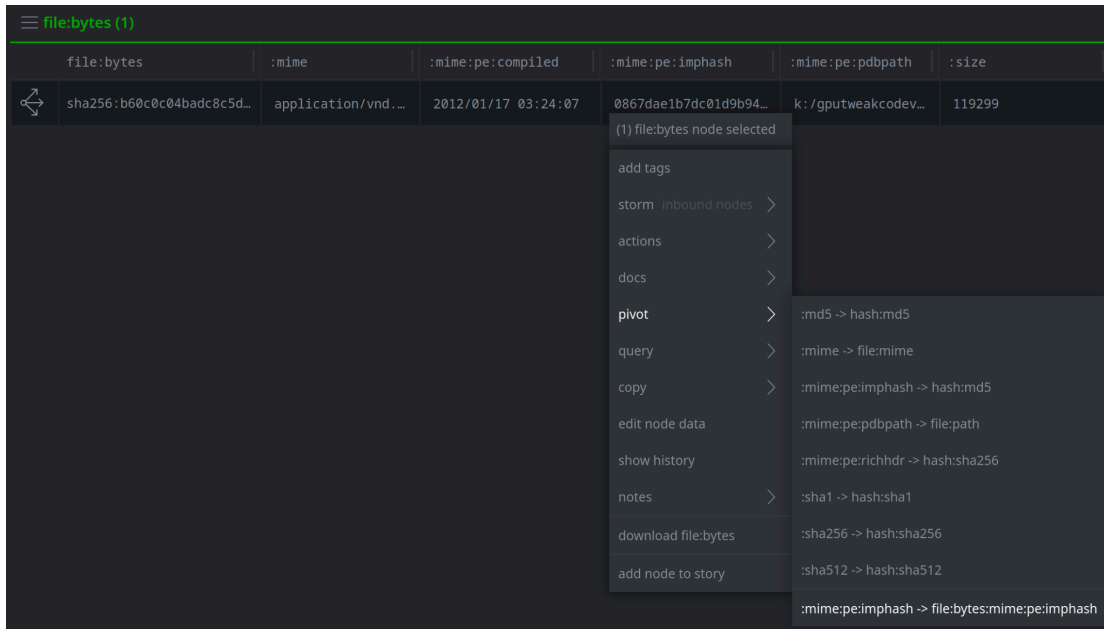 file:bytes (1)
file:bytes :mime :mime:pe:compiled :mime:pe:imphash :mime:pe:pdbpath :size
sha256:b60c0c04badc8c5d… application/vnd.… 2012/01/17 03:24:07 0867dae1b7dc01d9b94… k:/gputweakcodev… 119299
(1) file:bytes node selected
add tags
storm inbound nodes
actions
docs
pivot
query
copy
edit node data
show history
notes
download file:bytes
add node to story
:md5 -> hash:md5
:mime -> file:mime
:mime:pe:imphash -> hash:md5
:mime:pe:pdbpath -> file:path
:mime:pe:richhdr -> hash:sha256
:sha1 -> hash:sha1
:sha256 -> hash:sha256
:sha512 -> hash:sha512
:mime:pe:imphash -> file:bytes:mime:pe:imphash